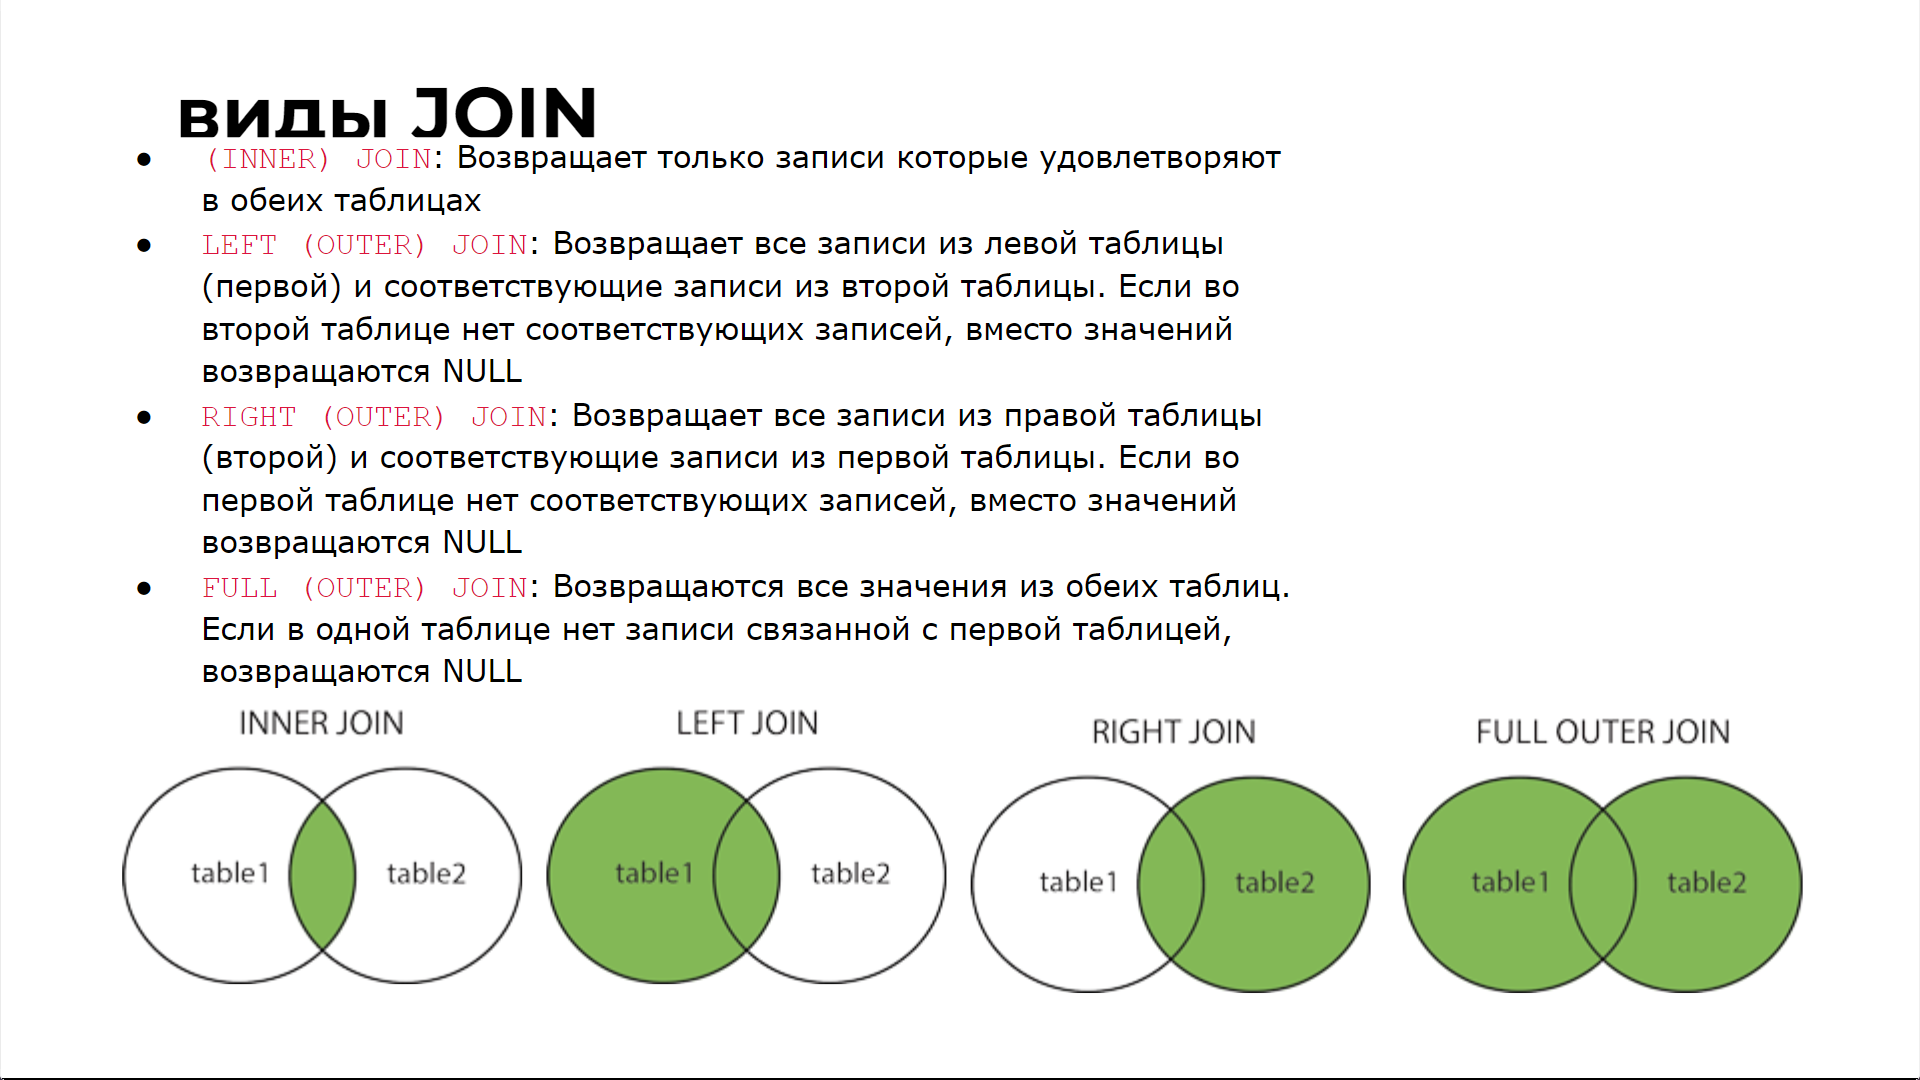 виды JOIN
● (INNER) JOIN: Возвращает только записи которые удовлетворяют
в обеих таблицах
● LEFT (OUTER) JOIN: Возвращает все записи из левой таблицы
(первой) и соответствующие записи из второй таблицы. Если во
второй таблице нет соответствующих записей, вместо значений
возвращаются NULL
● RIGHT (OUTER) JOIN: Возвращает все записи из правой таблицы
(второй) и соответствующие записи из первой таблицы. Если во
первой таблице нет соответствующих записей, вместо значений
возвращаются NULL
● FULL (OUTER) JOIN: Возвращаются все значения из обеих таблиц.
Если в одной таблице нет записи связанной с первой таблицей,
возвращаются NULL
INNER JOIN
table1 table2
LEFT JOIN
table1 table2
RIGHT JOIN
table1 table2
FULL OUTER JOIN
table1 table2